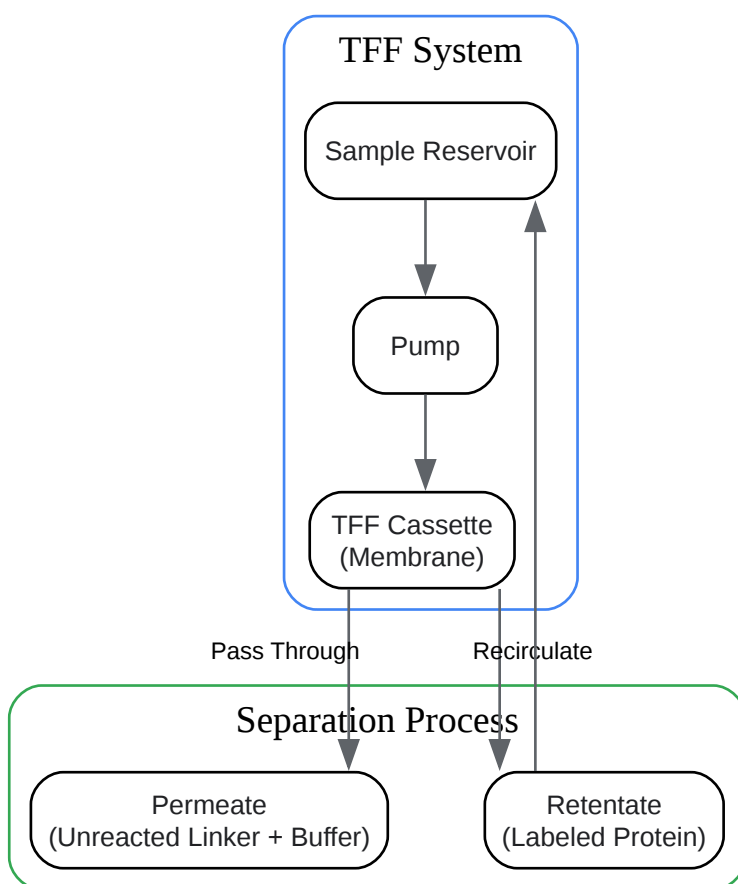 TFF System
Sample Reservoir
Pump
TFF Cassette
(Membrane)
Pass Through
Recirculate
Separation Process
Permeate
(Unreacted Linker + Buffer)
Retentate
(Labeled Protein)